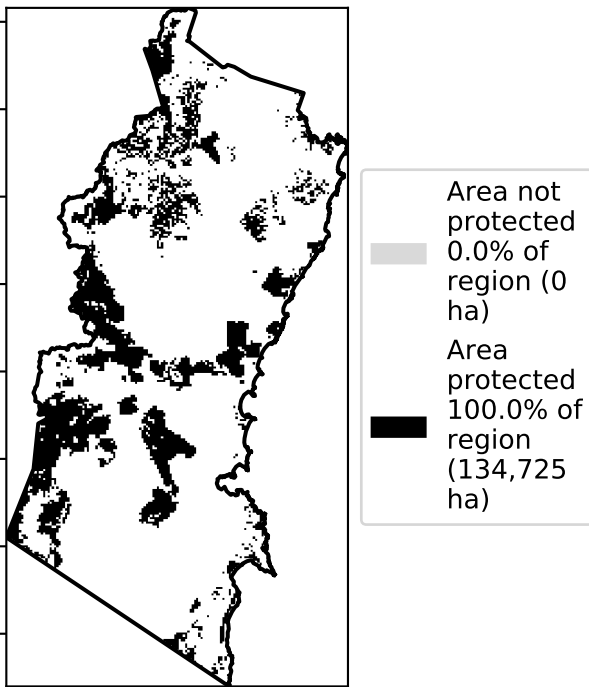 Area not
protected
0.0% of
region (0
ha)
Area
protected
100.0% of
region
(134,725
ha)